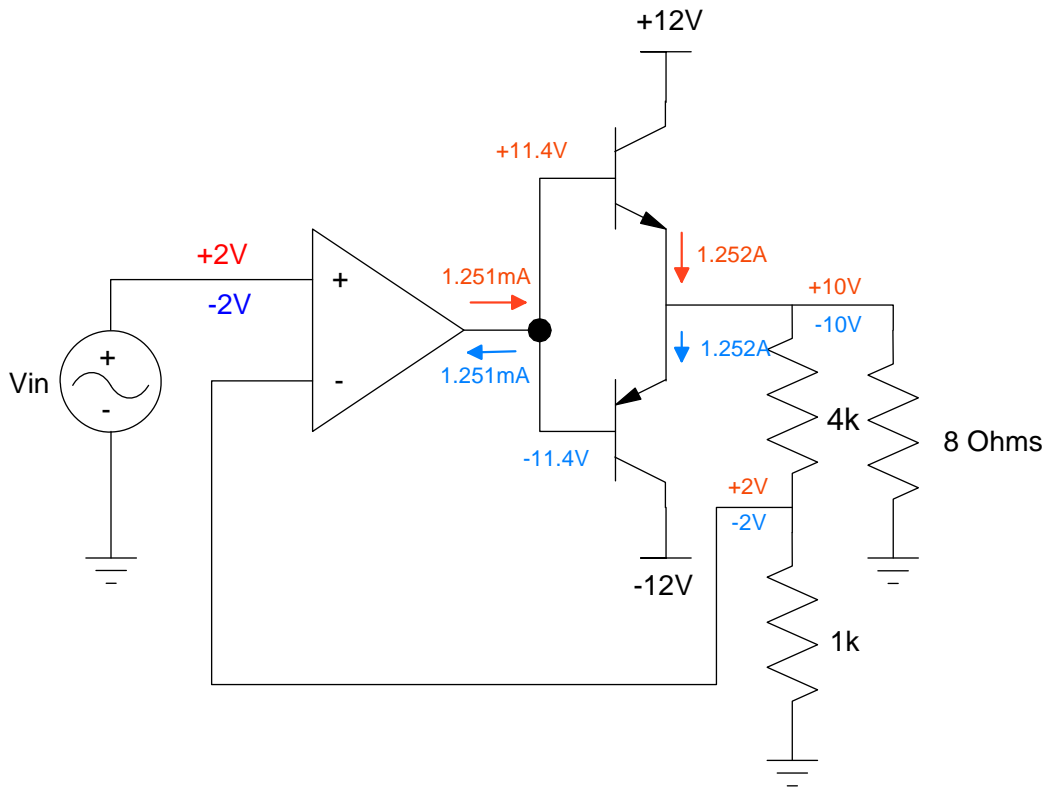 +12V
+11.4V
+2V
-2V
+
-
1.251mA
1.251mA
1.252A
1.252A
+10V
-10V
Vin
+
-
4k
8 Ohms
-11.4V
+2V
-2V
-12V
1k